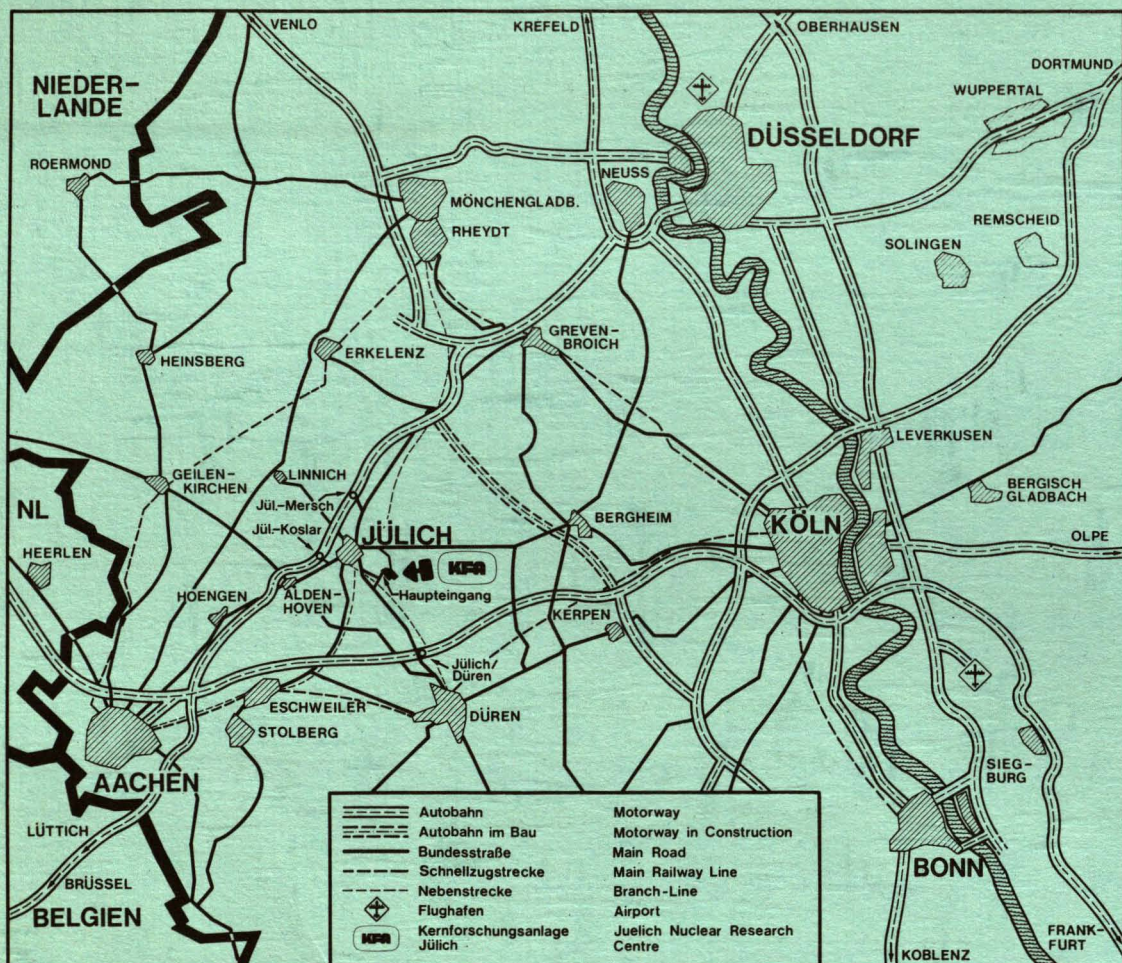 VENLO
KREFELD
OBERHAUSEN
DORTMUND
NIEDER-
LANDE
WUPPERTAL
DÜSSELDORF
ROERMOND
NEUSS
MÖNCHENGLADB.
REMSCHEID
RHEYDT
SOLINGEN
GREVEN-
BROICH
HEINSBERG
ERKELENZ
LEVERKUSEN
GEILEN-
KIRCHEN
LINNICH
BERGISCH
GLADBACH
Jül.-Mersch
NL
BERGHEIM
KÖLN
Jül.-Koslar
JÜLICH
OLPE
HEERLEN
KFA
HOENGEN
ALDEN-
HOVEN
Haupteingang
KERPEN
Jülich/
Düren
ESCHWEILER
DÜREN
STOLBERG
AACHEN
SIEG-
BURG
LÜTTICH
BONN
BRÜSSEL
BELGIEN
FRANK-
FURT
KOBLENZ
Autobahn Motorway
Autobahn im Bau Motorway in Construction
Bundesstraße Main Road
Schnellzugstrecke Main Railway Line
Nebenstrecke Branch-Line
Flughafen Airport
KFA Kernforschungsanlage Juelich Nuclear Research
Jülich Centre